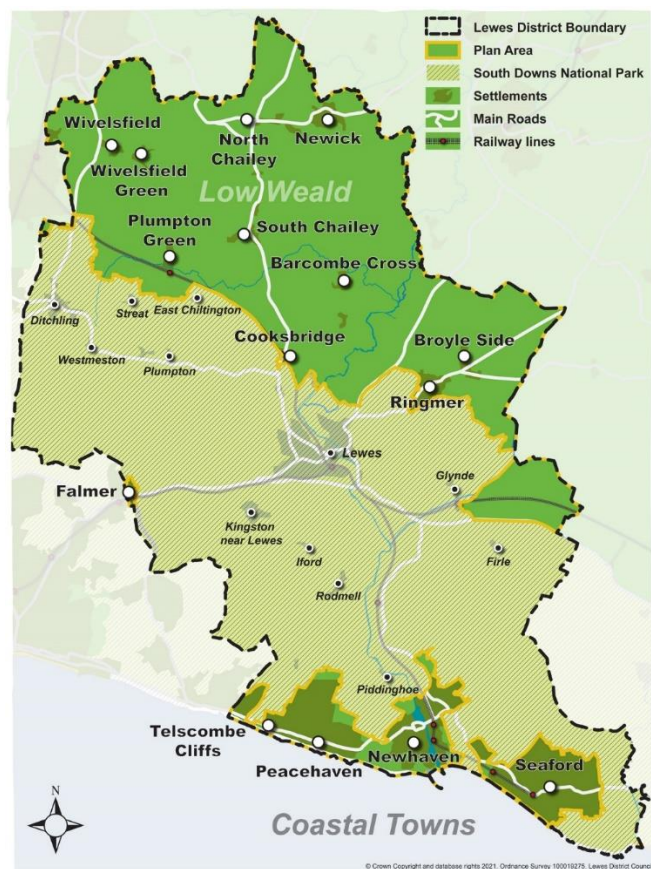 Lewes District Boundary
Plan Area
South Downs National Park
Settlements
Main Roads
Railway lines
Wivelsfield
North
Chailey
Newick
Wivelsfield
Green
Low Weald
Plumpton
Green
South Chailey
Barcombe Cross
Ditchling
Streat
East Chiltington
Cooksbridge
Broyle Side
Westmeston
Plumpton
Ringmer
Lewes
Glynde
Falmer
Kingston
near Lewes
Iford
Firle
Rodmell
Piddinghoe
Telscombe
Cliffs
Peacehaven
Newhaven
Seaford
N
Coastal Towns
© Crown Copyright and database rights 2021. Ordnance Survey 100019275. Lewes District Council